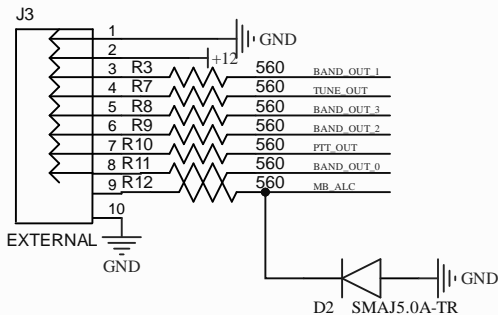 J3
1
GND
2
+12
3 R3 560 BAND_OUT_1
4 R7 560 TUNE_OUT
5 R8 560 BAND_OUT_3
6 R9 560 BAND_OUT_2
7 R10 560 PTT_OUT
8 R11 560 BAND_OUT_0
9 R12 560 MB_ALC
10
EXTERNAL
GND
GND
D2 SMAJ5.0A-TR